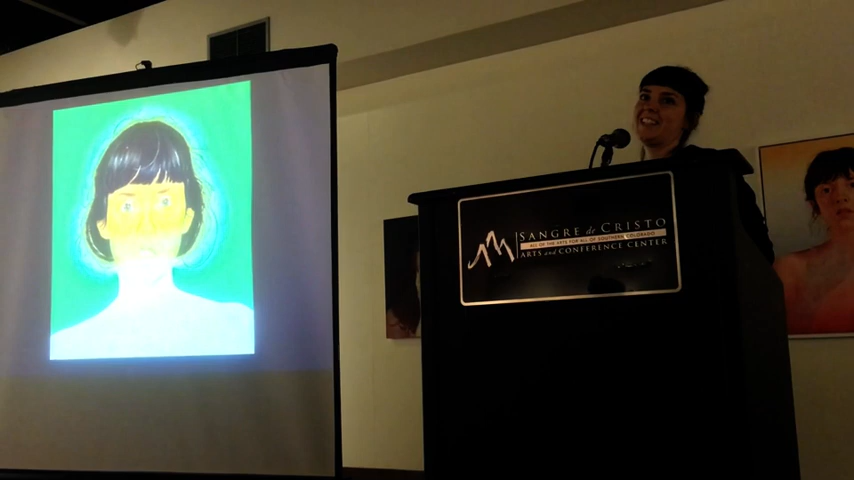 SANGRE de CRISTO
ALL OF THE ARTS FOR ALL OF SOUTHERN COLORADO
ARTS and CONFERENCE CENTER